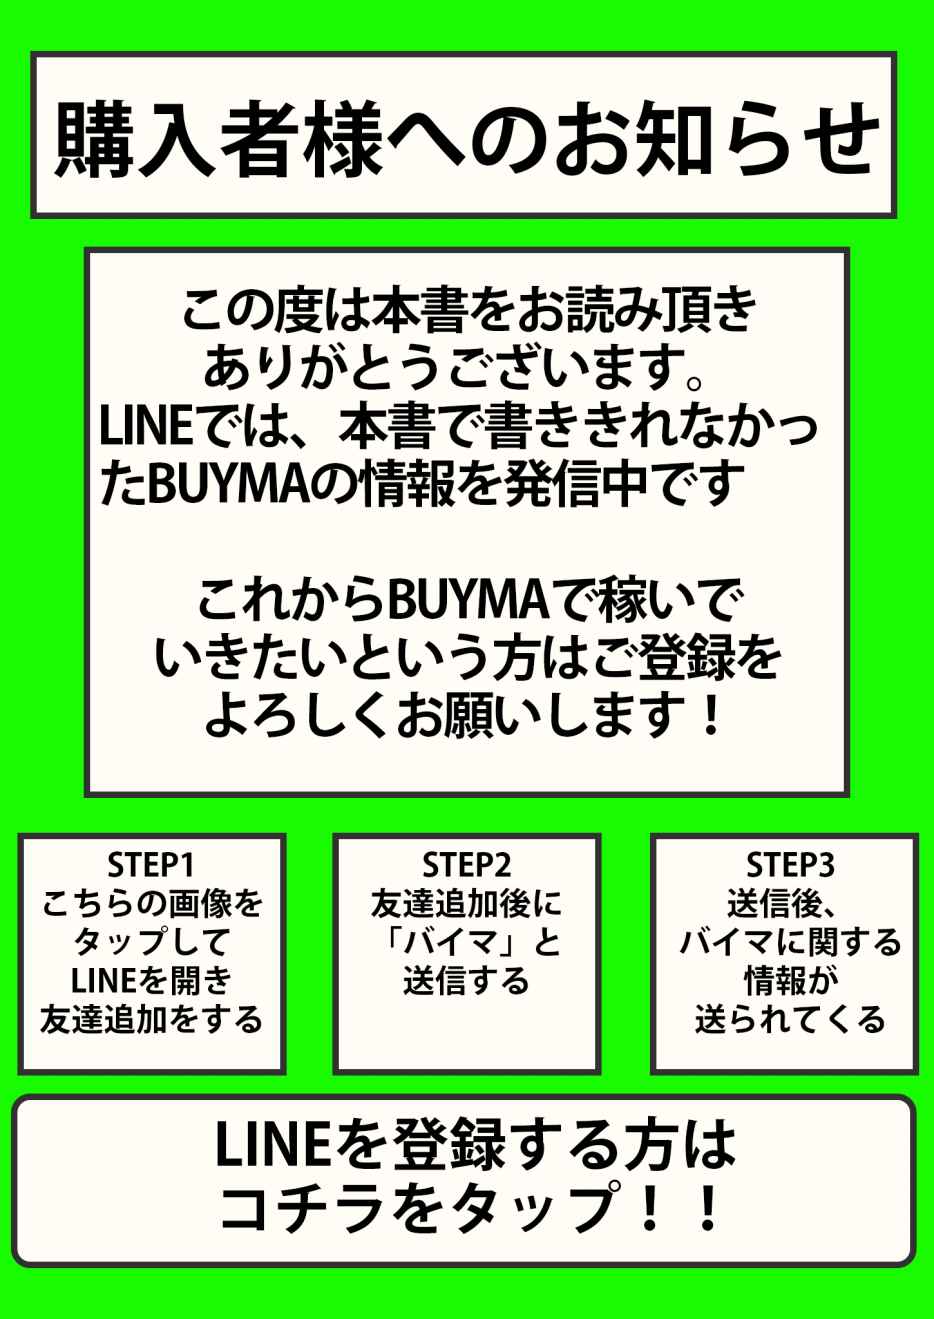 購入者様へのお知らせ
この度は本書をお読み頂き
ありがとうございます。
LINEでは、本書で書ききれなかっ
たBUYMAの情報を発信中です
これからBUYMAで稼いで
いきたいという方はご登録を
よろしくお願いします！
STEP1
こちらの画像を
タップして
LINEを開き
友達追加をする
STEP2
友達追加後に
「バイマ」と
送信する
STEP3
送信後、
バイマに関する
情報が
送られてくる
LINEを登録する方は
コチラをタップ！！